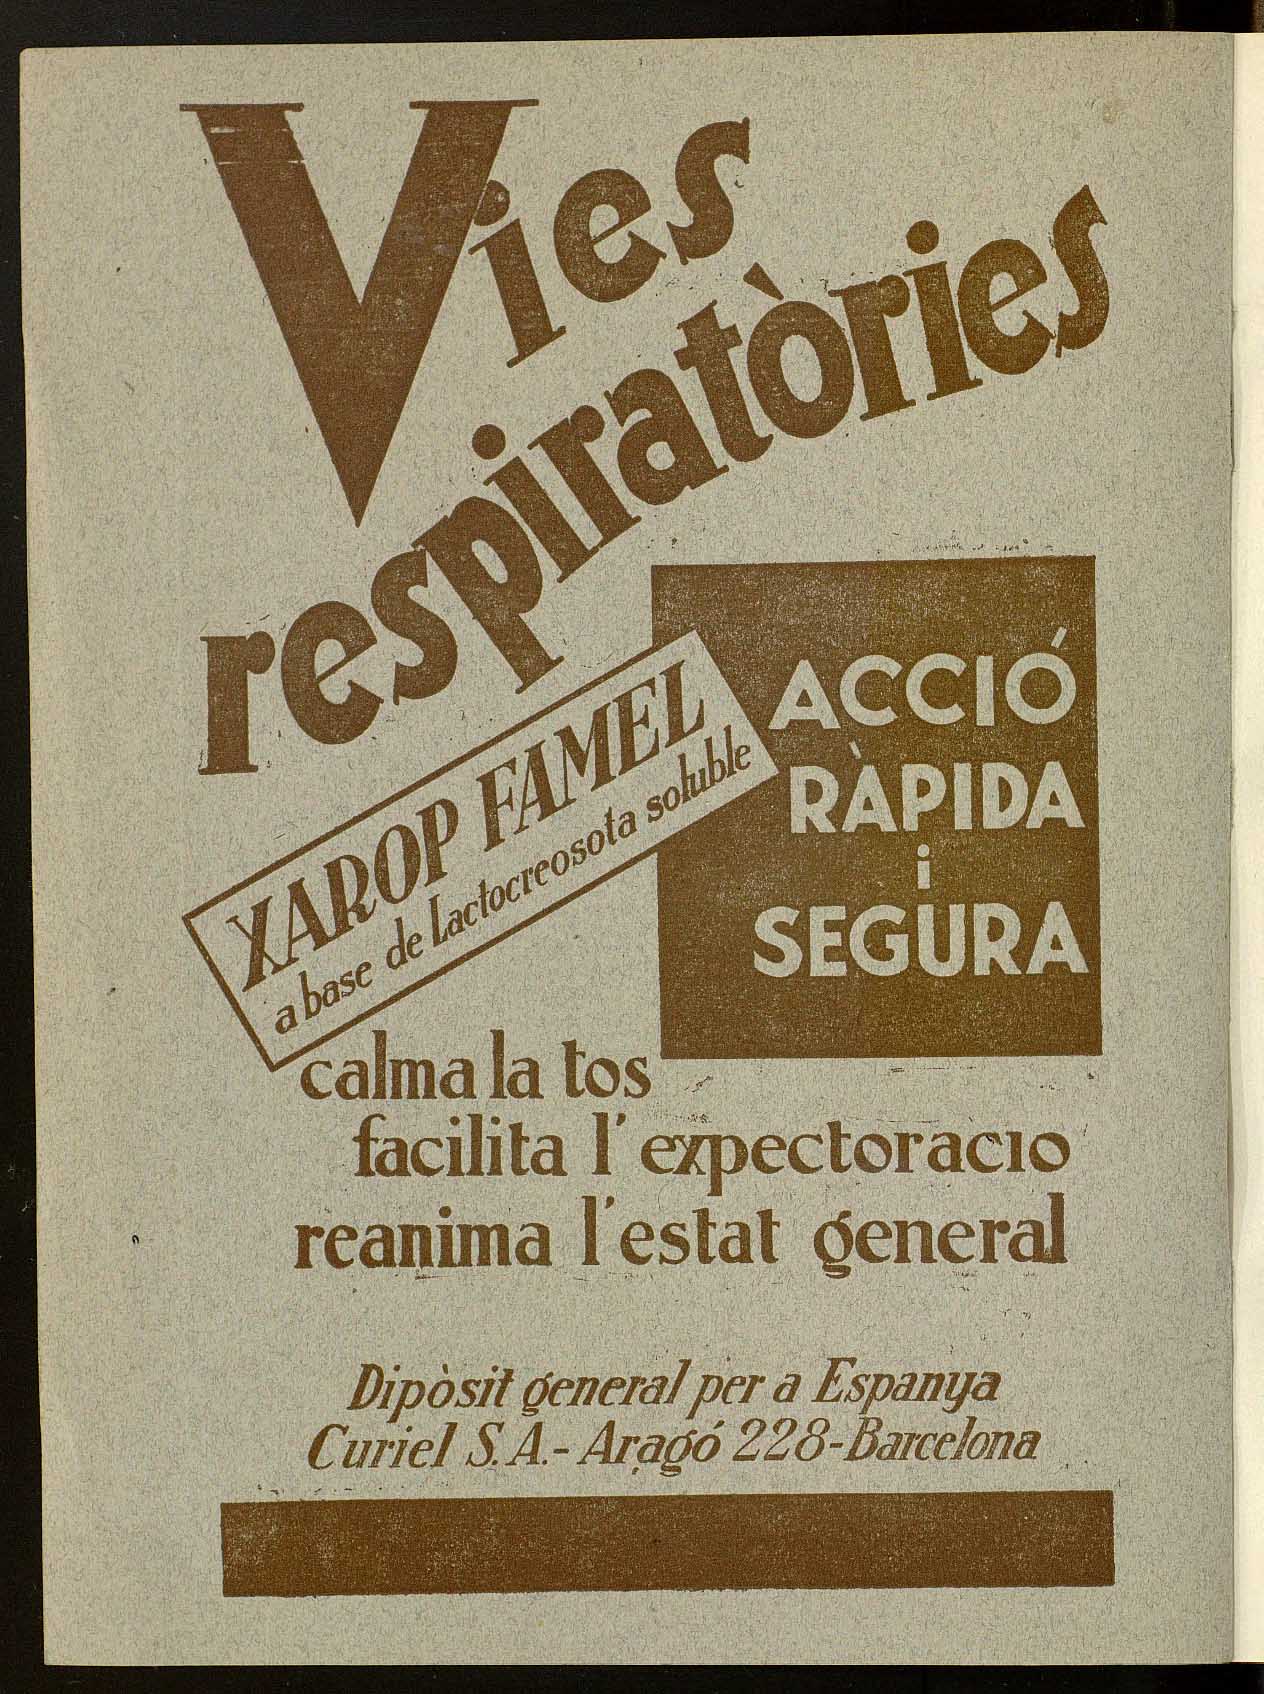 Vies
respiratòries
XAROP FAMEL
a base de Lactocreosota soluble
ACCIÓ
RÀPIDA
i
SEGURA
calma la tos
facilita l'expectoracio
reanima l'estat general
Dipòsit general per a Espanya
Curiel S.A.- Aragó 228-Barcelona